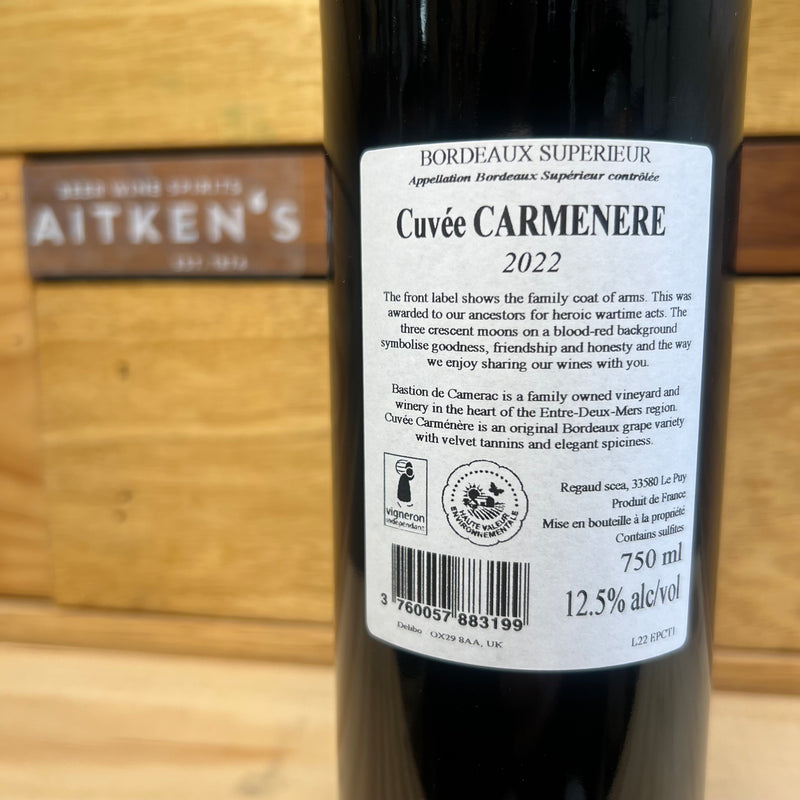 BEER WINE SPIRITS
AITKEN'S
EST. 1874
BORDEAUX SUPERIEUR
Appellation Bordeaux Supérieur contrôlée
Cuvée CARMENERE
2022
The front label shows the family coat of arms. This was
awarded to our ancestors for heroic wartime acts. The
three crescent moons on a blood-red background
symbolise goodness, friendship and honesty and the way
we enjoy sharing our wines with you.
Bastion de Camerac is a family owned vineyard and
winery in the heart of the Entre-Deux-Mers region.
Cuvée Carménère is an original Bordeaux grape variety
with velvet tannins and elegant spiciness.
vigneron
indépendant
HAUTE VALEUR
ENVIRONNEMENTALE
Regaud scea, 33580 Le Puy
Produit de France
Mise en bouteille à la propriété
Contains sulfites
750 ml
12.5% alc/vol
3 760057 883199
Delibo OX29 8AA, UK
L22 EPCT1